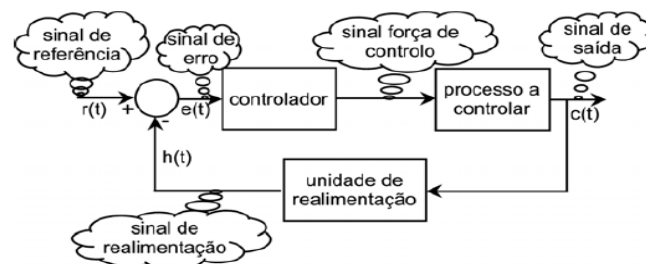 sinal de
referência
sinal de
erro
sinal força de
controlo
sinal de
saída
r(t)
+
-
e(t)
controlador
processo a
controlar
c(t)
h(t)
unidade de
realimentação
sinal de
realimentação